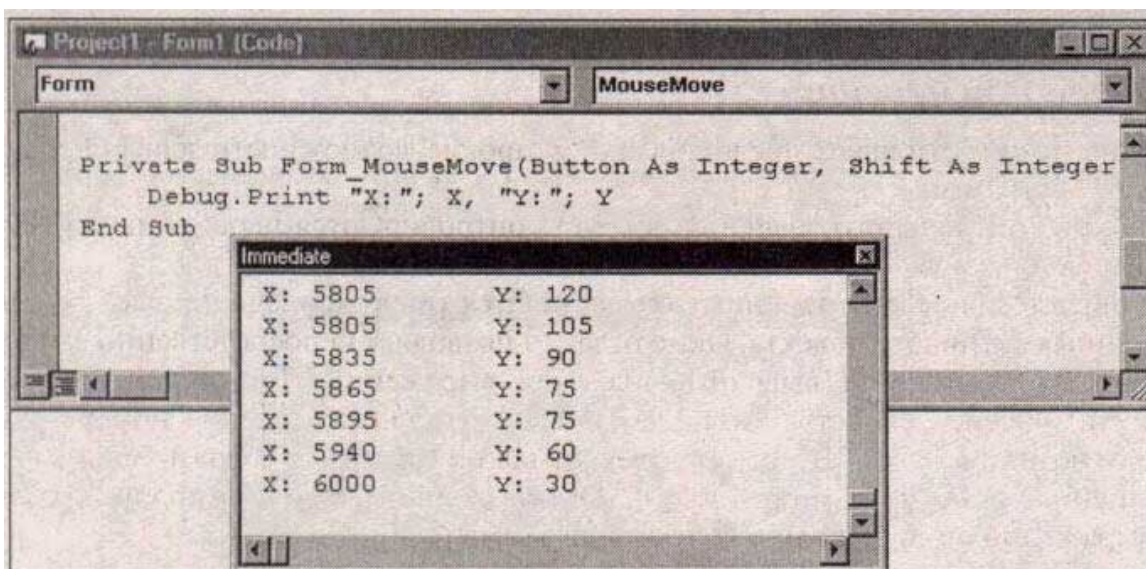 Project1 - Form1 (Code)
Form MouseMove
Private Sub Form_MouseMove(Button As Integer, Shift As Integer
Debug.Print "X:"; X, "Y:"; Y
End Sub
Immediate
X: 5805 Y: 120
X: 5805 Y: 105
X: 5835 Y: 90
X: 5865 Y: 75
X: 5895 Y: 75
X: 5940 Y: 60
X: 6000 Y: 30